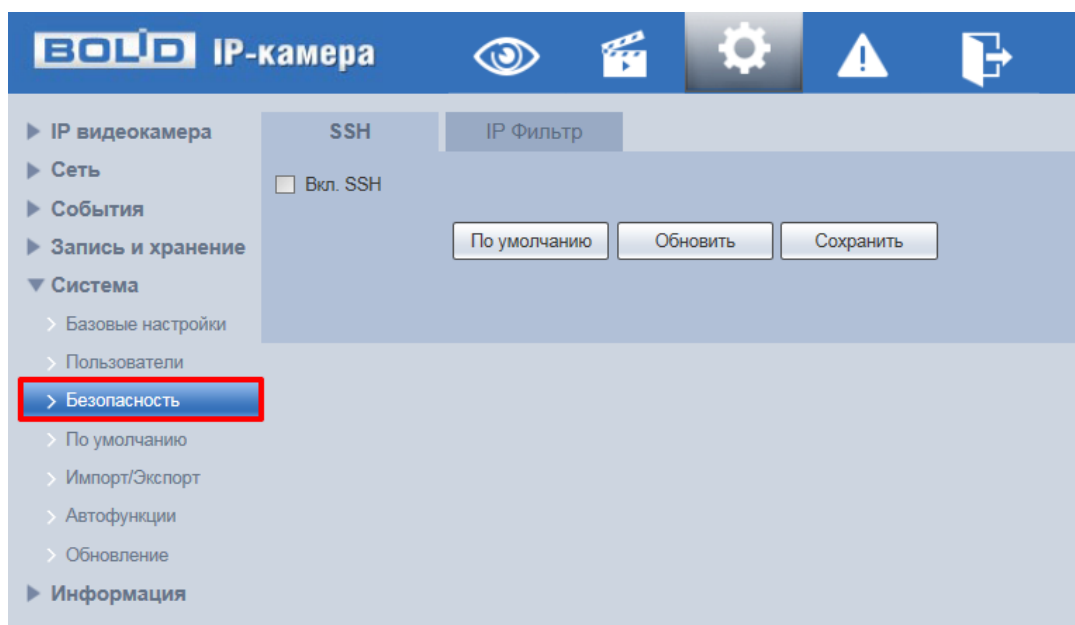 BOLID IP-камера
IP видеокамера
Сеть
События
Запись и хранение
Система
Базовые настройки
Пользователи
Безопасность
По умолчанию
Импорт/Экспорт
Автофункции
Обновление
Информация
SSH IP Фильтр
Вкл. SSH
По умолчанию Обновить Сохранить